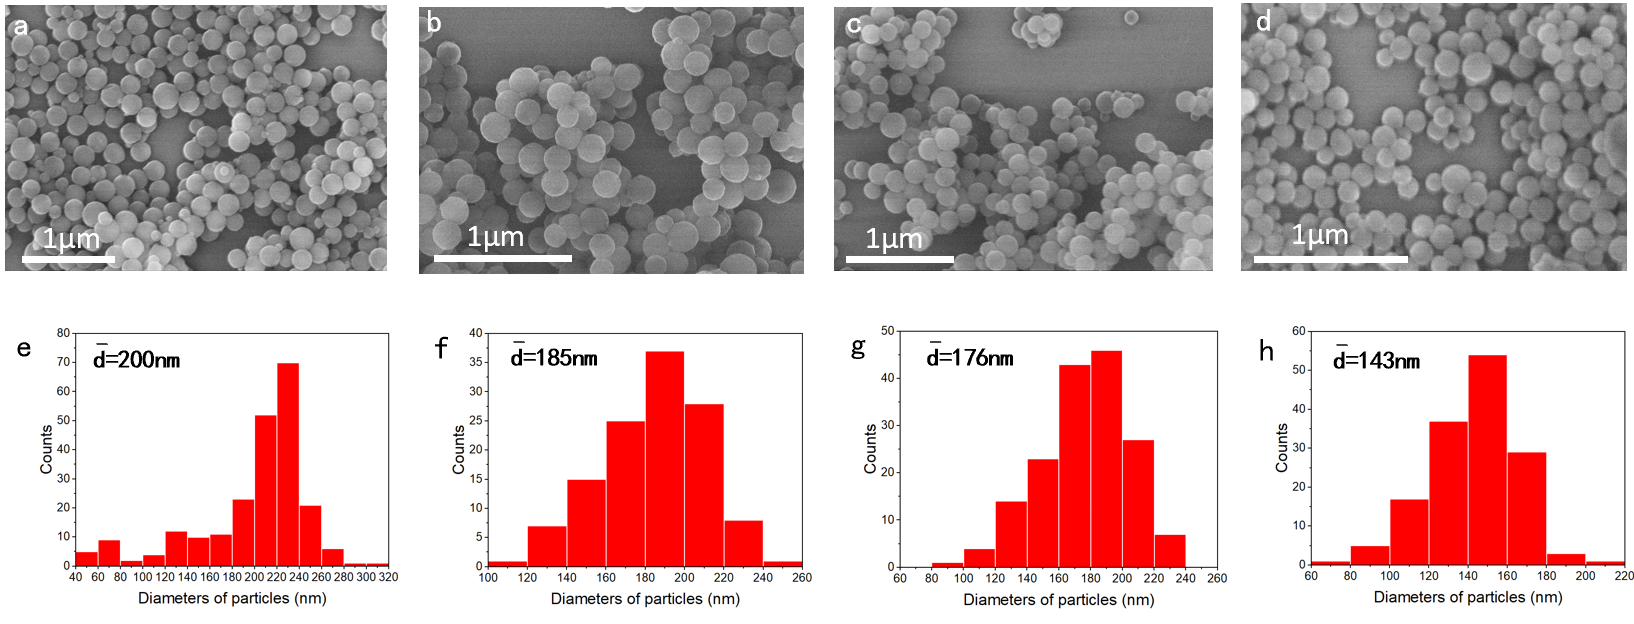 a
b
c
d
1μm
1μm
1μm
1μm
e
d̅=200nm
80
70
60
50
40
30
20
10
0
Counts
40 60 80 100 120 140 160 180 200 220 240 260 280 300 320
Diameters of particles (nm)
f
d̅=185nm
40
35
30
25
20
15
10
5
0
Counts
100 120 140 160 180 200 220 240 260
Diameters of particles (nm)
g
d̅=176nm
50
40
30
20
10
0
Counts
60 80 100 120 140 160 180 200 220 240 260
Diameters of particles (nm)
h
d̅=143nm
60
50
40
30
20
10
0
Counts
60 80 100 120 140 160 180 200 220
Diameters of particles (nm)